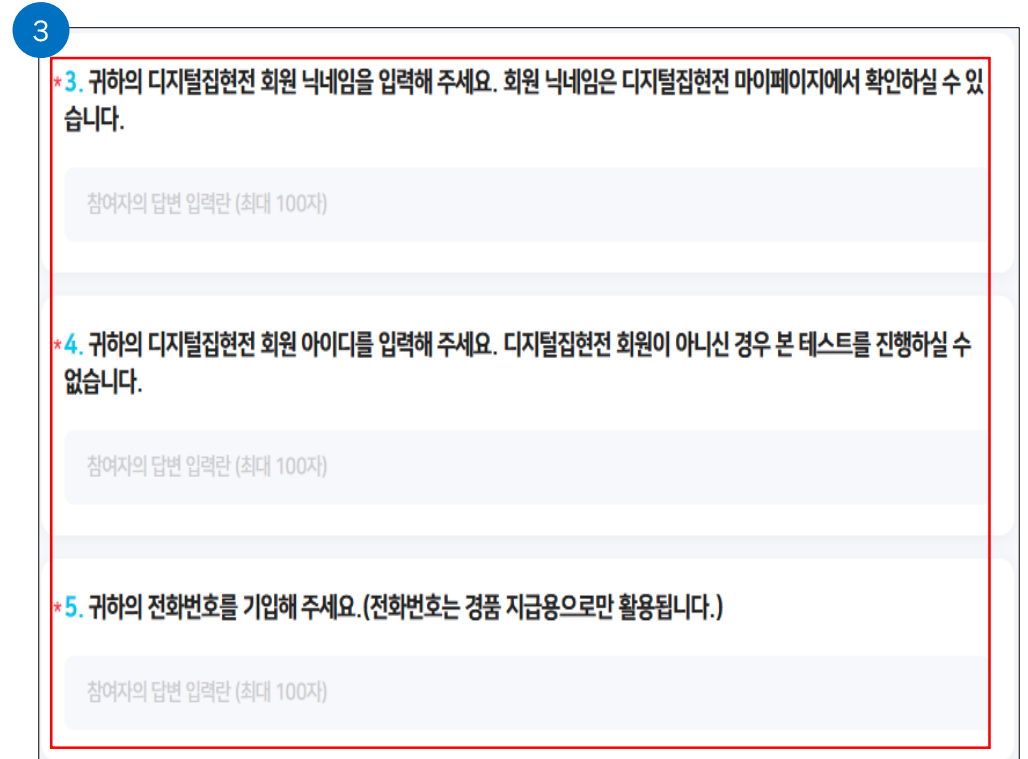 3
*3. 귀하의 디지털집현전 회원 닉네임을 입력해 주세요. 회원 닉네임은 디지털집현전 마이페이지에서 확인하실 수 있
습니다.
참여자의 답변 입력란 (최대 100자)
*4. 귀하의 디지털집현전 회원 아이디를 입력해 주세요. 디지털집현전 회원이 아니신 경우 본 테스트를 진행하실 수
없습니다.
참여자의 답변 입력란 (최대 100자)
*5. 귀하의 전화번호를 기입해 주세요.(전화번호는 경품 지급용으로만 활용됩니다.)
참여자의 답변 입력란 (최대 100자)